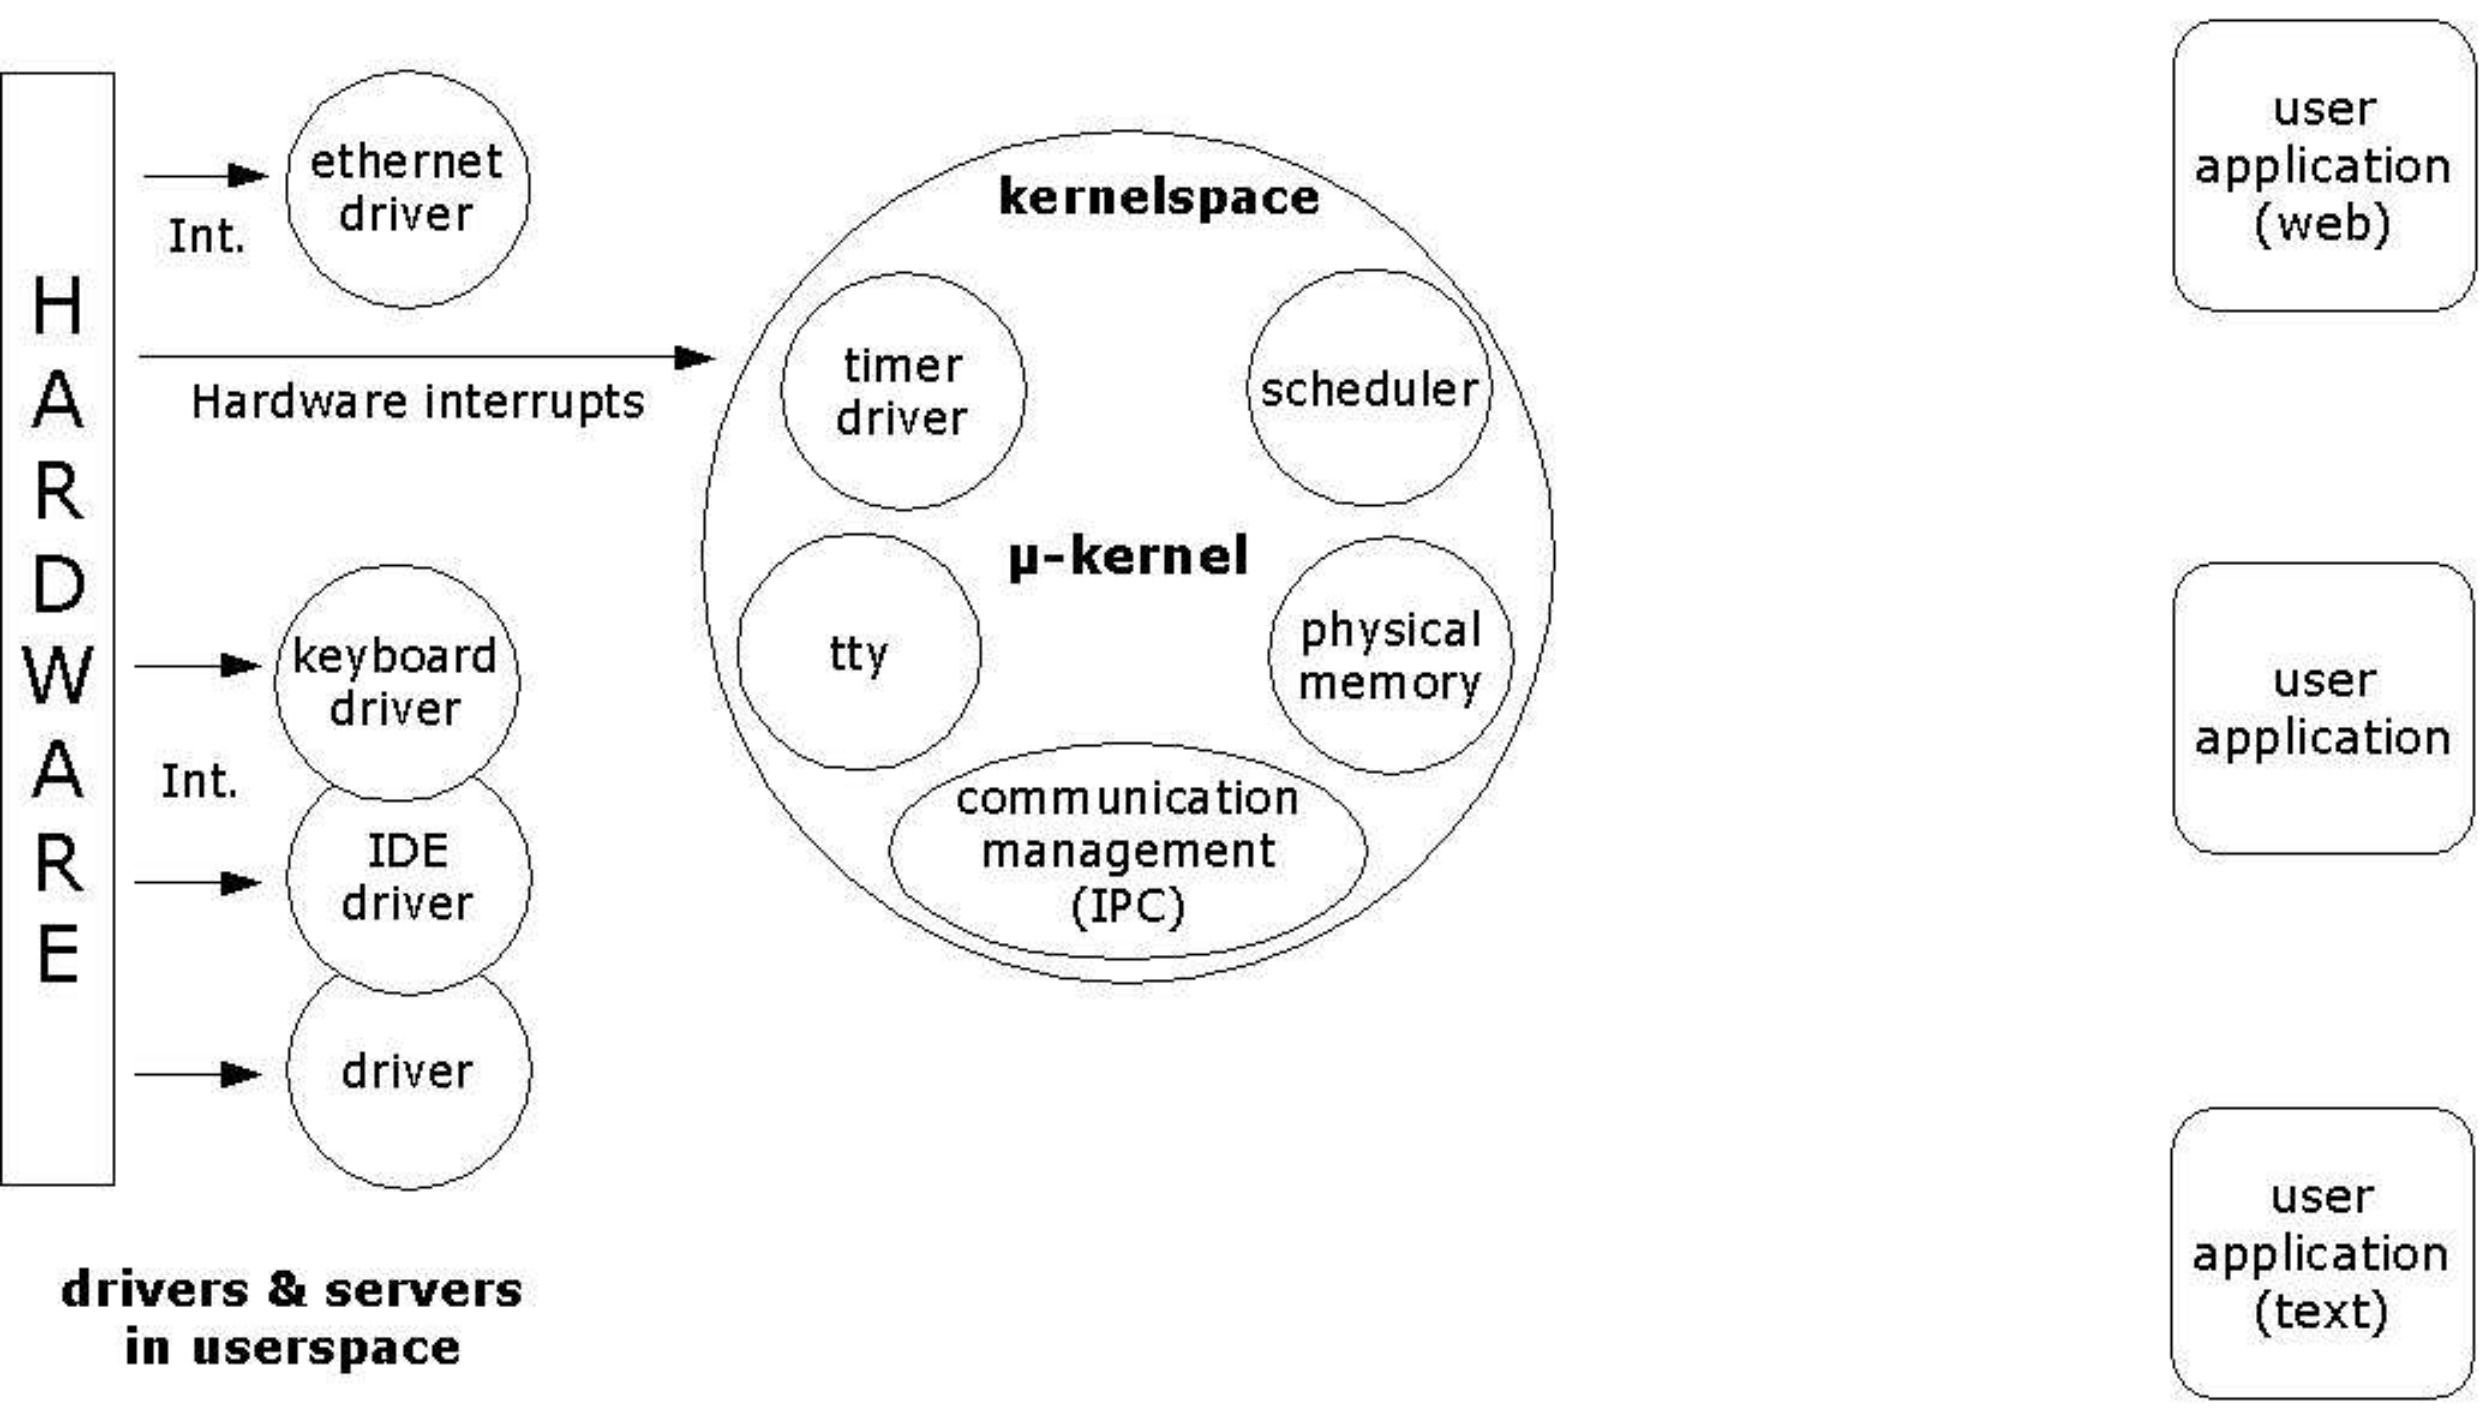 HARDWARE
ethernet
driver
Int.
Hardware interrupts
keyboard
driver
Int.
IDE
driver
driver
drivers & servers
in userspace
kernelspace
timer
driver
scheduler
µ-kernel
tty
physical
memory
communication
management
(IPC)
user
application
(web)
user
application
user
application
(text)